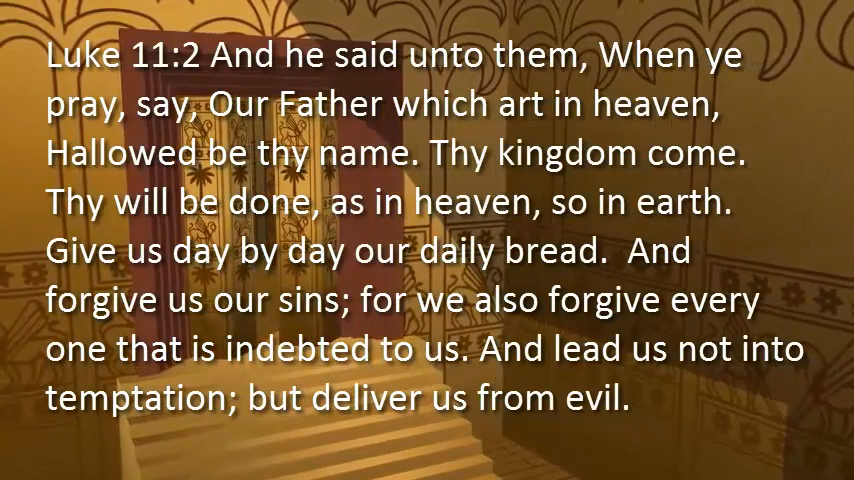 Luke 11:2 And he said unto them, When ye
pray, say, Our Father which art in heaven,
Hallowed be thy name. Thy kingdom come.
Thy will be done, as in heaven, so in earth.
Give us day by day our daily bread.  And
forgive us our sins; for we also forgive every
one that is indebted to us. And lead us not into
temptation; but deliver us from evil.